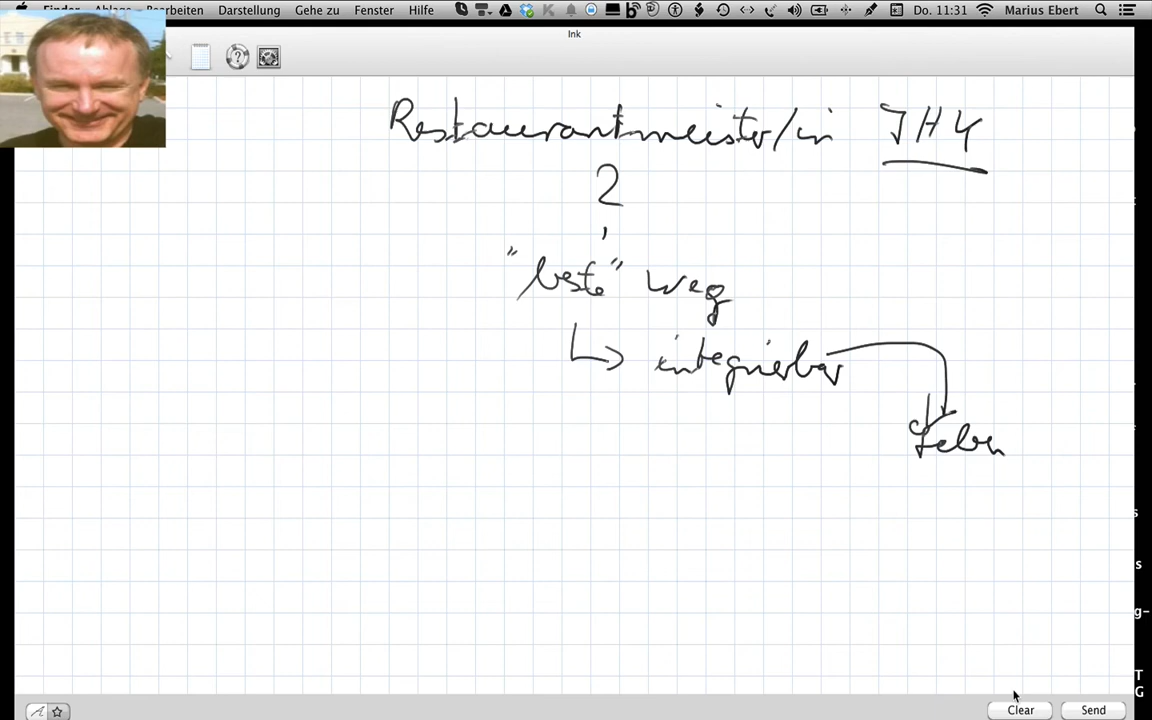 Finder Ablage Bearbeiten Darstellung Gehe zu Fenster Hilfe Do. 11:31 Marius Ebert
Ink
Restaurantmeister/in IHK
2
"beste" Weg
integrierbar
Leben
Clear Send